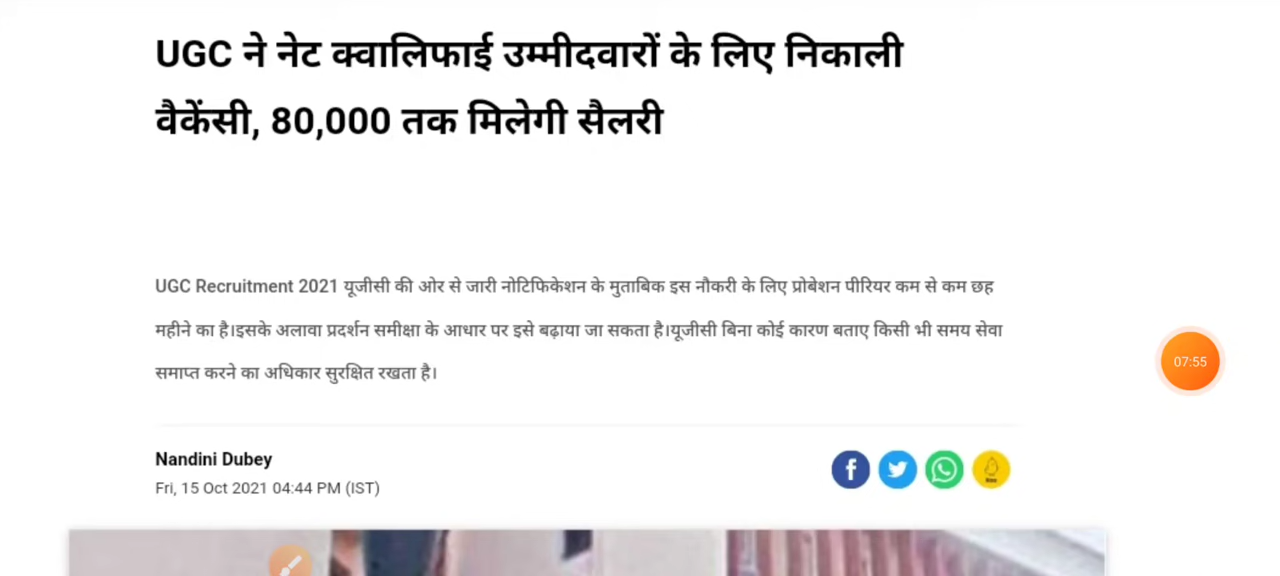 UGC ने नेट क्वालिफाई उम्मीदवारों के लिए निकाली
वैकेंसी, 80,000 तक मिलेगी सैलरी
UGC Recruitment 2021 यूजीसी की ओर से जारी नोटिफिकेशन के मुताबिक इस नौकरी के लिए प्रोबेशन पीरियर कम से कम छह
महीने का है।इसके अलावा प्रदर्शन समीक्षा के आधार पर इसे बढ़ाया जा सकता है।यूजीसी बिना कोई कारण बताए किसी भी समय सेवा
समाप्त करने का अधिकार सुरक्षित रखता है।
07:55
Nandini Dubey
Fri, 15 Oct 2021 04:44 PM (IST)